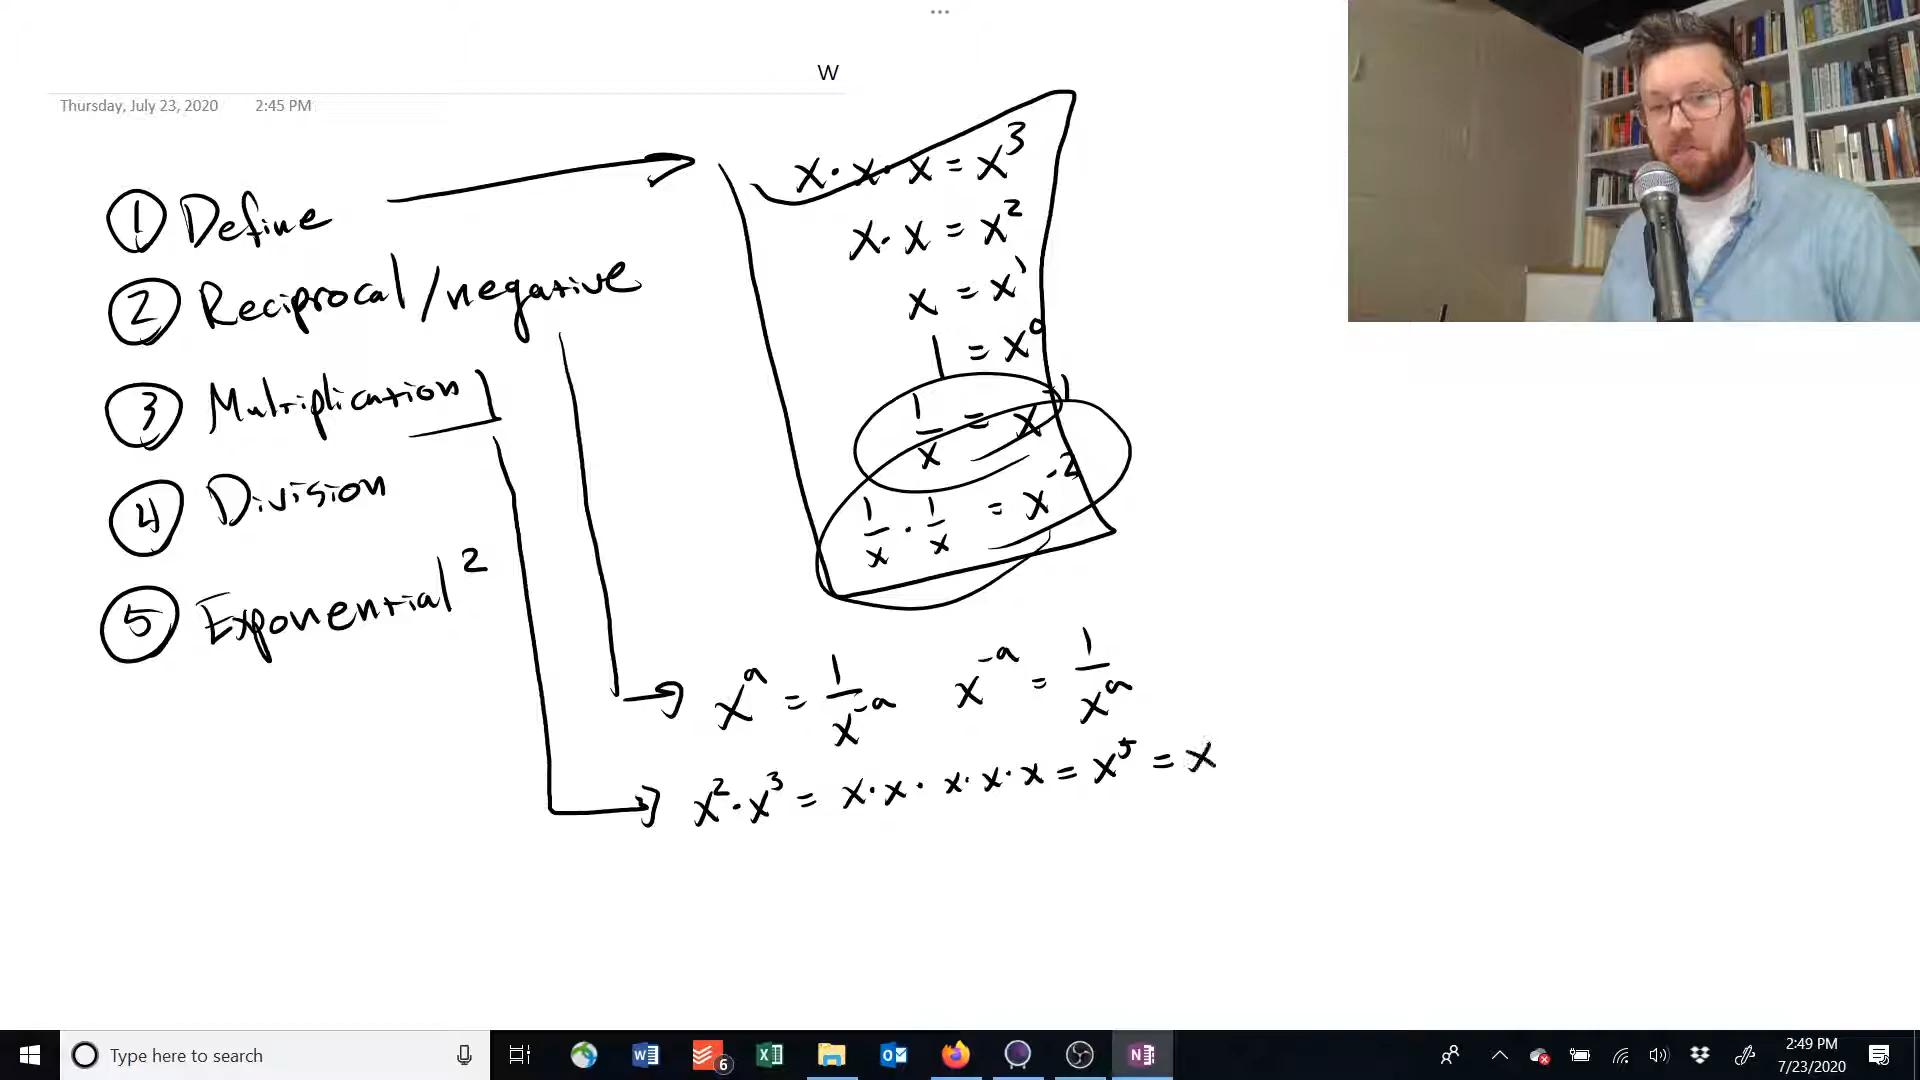 W
Thursday, July 23, 2020 2:45 PM
① Define
② Reciprocal/negative
③ Multiplication
④ Division
⑤ Exponential²
x · x · x = x³
x · x = x²
x = x¹
1 = x⁰
1/x = x⁻¹
1/x · 1/x = x⁻²
xᵃ = 1/x⁻ᵃ x⁻ᵃ = 1/xᵃ
x² · x³ = x · x · x · x · x = x⁵ = x
Type here to search
6
2:49 PM
7/23/2020